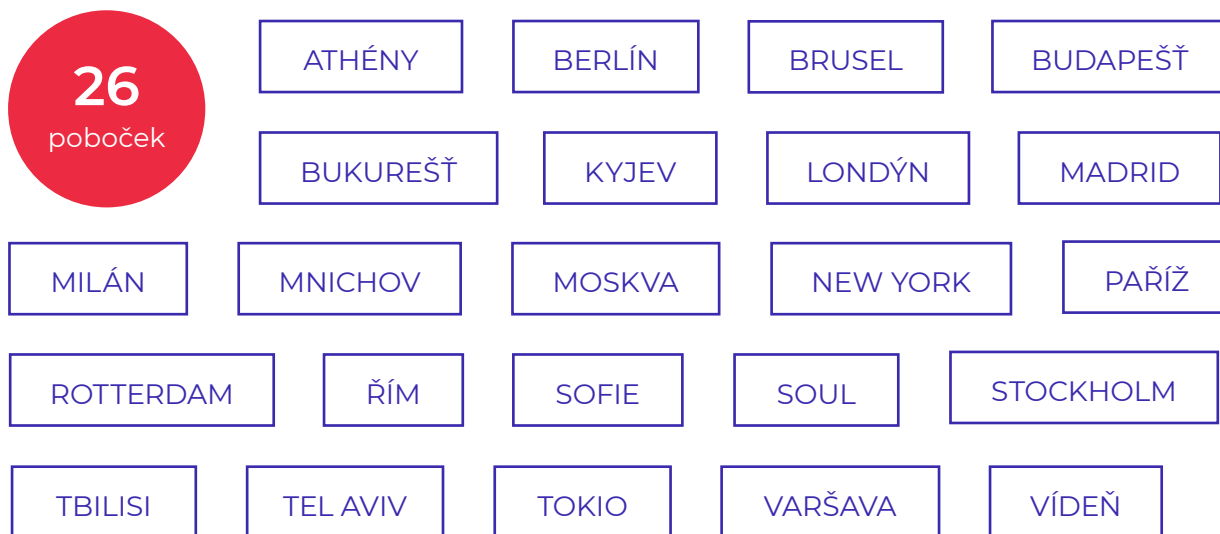 26
poboček
ATHÉNY BERLÍN BRUSEL BUDAPEŠŤ
BUKUREŠŤ KYJEV LONDÝN MADRID
MILÁN MNICHOV MOSKVA NEW YORK PAŘÍŽ
ROTTERDAM ŘÍM SOFIE SOUL STOCKHOLM
TBILISI TEL AVIV TOKIO VARŠAVA VÍDEŇ